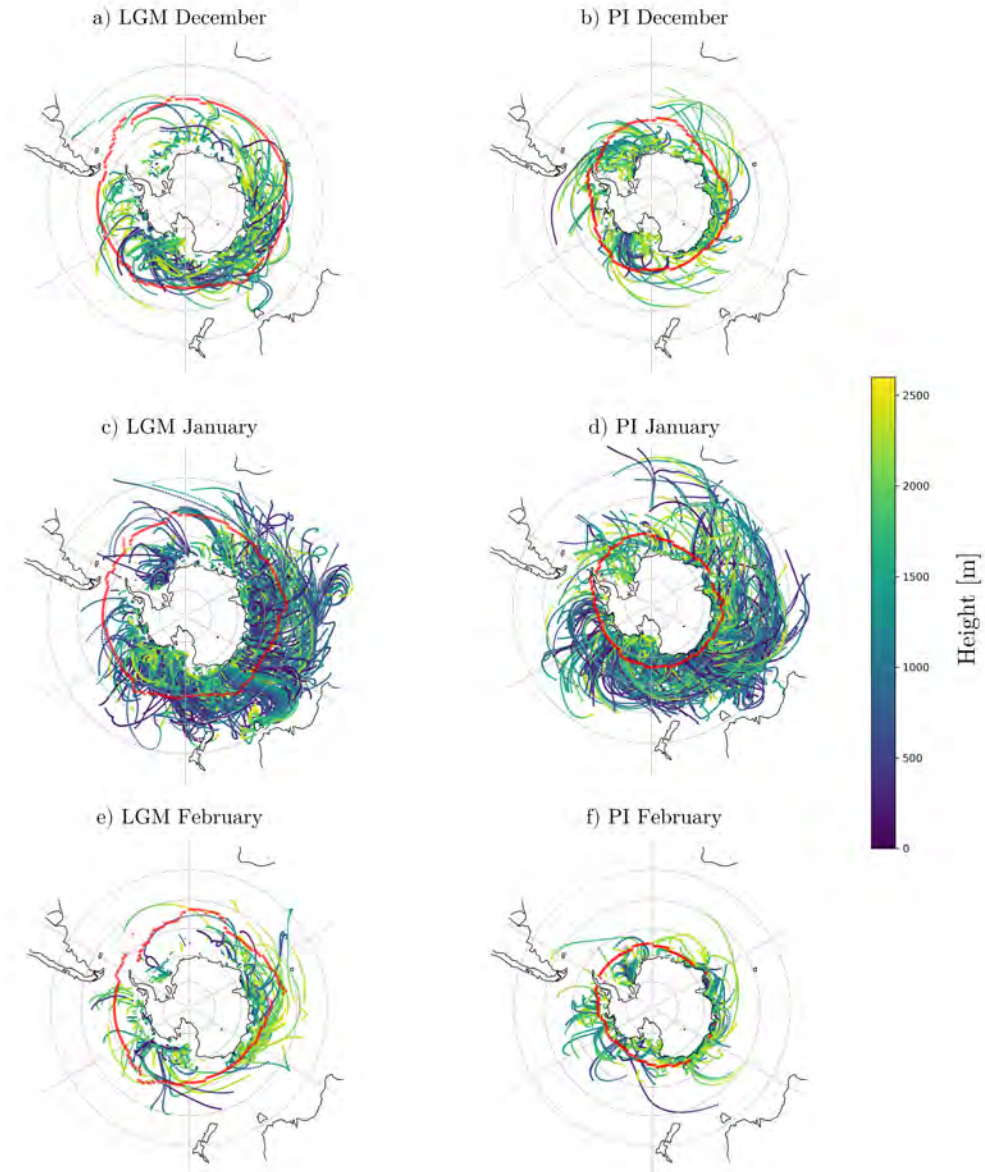 a) LGM December
b) PI December
c) LGM January
d) PI January
2500
2000
1500
1000
500
0
Height [m]
e) LGM February
f) PI February